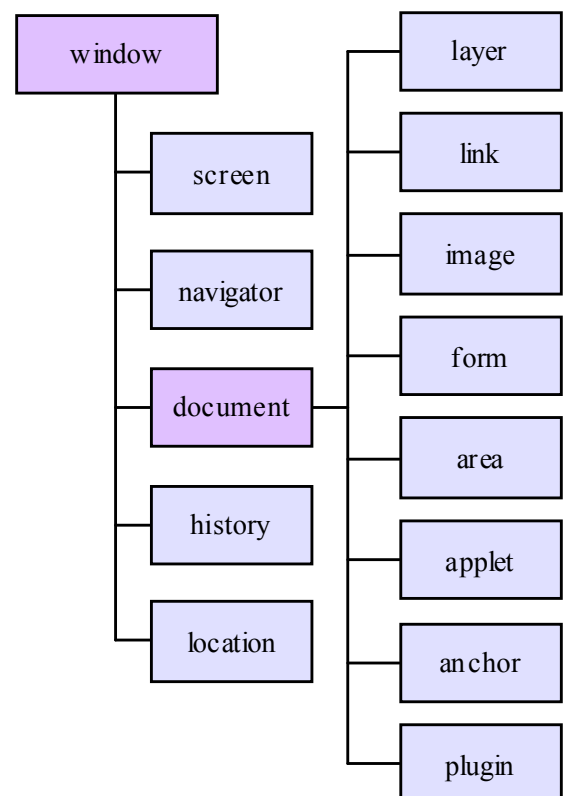 window
screen
navigator
document
history
location
layer
link
image
form
area
applet
anchor
plugin